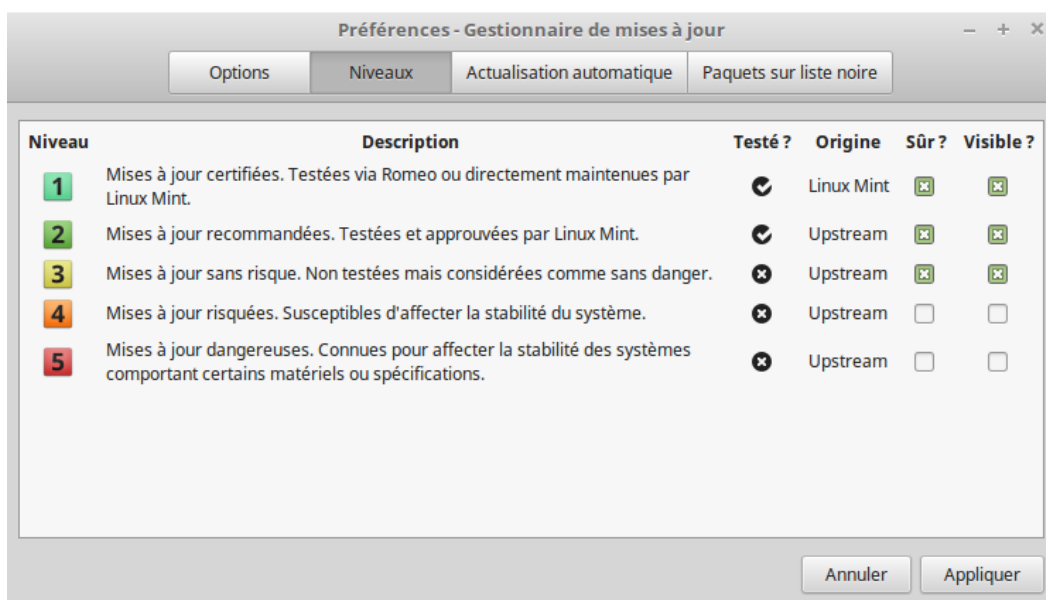 Préférences - Gestionnaire de mises à jour
Options Niveaux Actualisation automatique Paquets sur liste noire
Niveau Description Testé ? Origine Sûr ? Visible ?
1 Mises à jour certifiées. Testées via Romeo ou directement maintenues par
Linux Mint. Linux Mint
2 Mises à jour recommandées. Testées et approuvées par Linux Mint. Upstream
3 Mises à jour sans risque. Non testées mais considérées comme sans danger. Upstream
4 Mises à jour risquées. Susceptibles d'affecter la stabilité du système. Upstream
5 Mises à jour dangereuses. Connues pour affecter la stabilité des systèmes
comportant certains matériels ou spécifications. Upstream
Annuler Appliquer